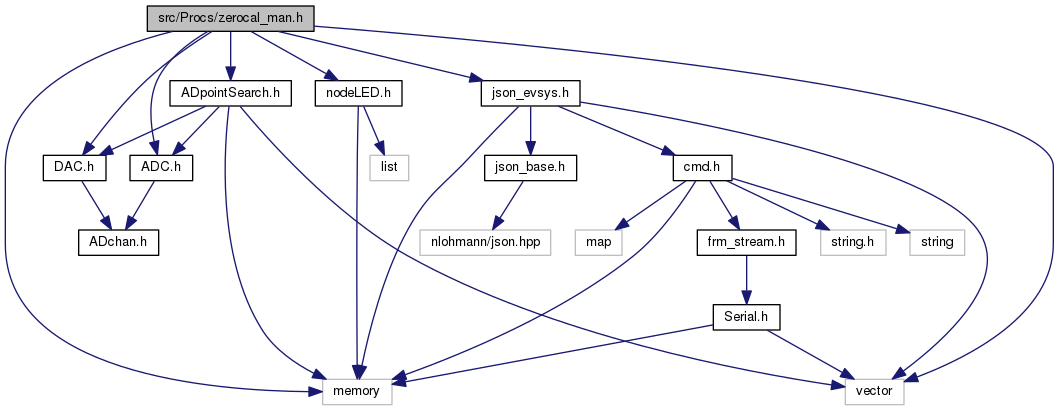 src/Procs/zerocal_man.h
ADpointSearch.h
nodeLED.h
json_evsys.h
DAC.h
ADC.h
list
json_base.h
cmd.h
ADchan.h
nlohmann/json.hpp
map
frm_stream.h
string.h
string
Serial.h
memory
vector